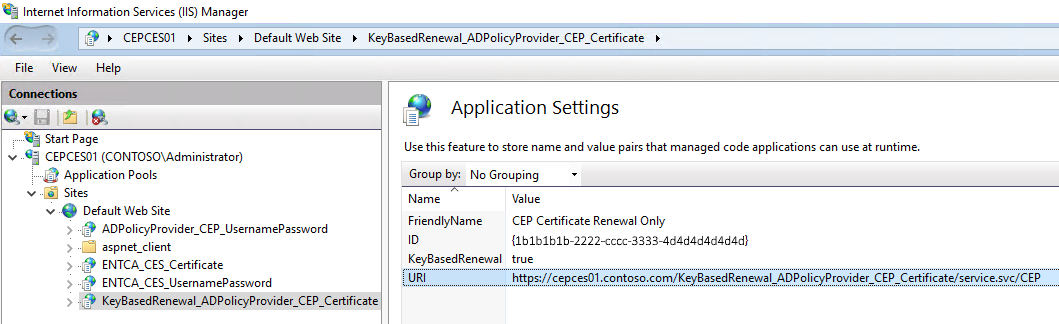 Internet Information Services (IIS) Manager
CEPCES01 Sites Default Web Site KeyBasedRenewal_ADPolicyProvider_CEP_Certificate
File View Help
Connections
Start Page
CEPCES01 (CONTOSO\Administrator)
Application Pools
Sites
Default Web Site
ADPolicyProvider_CEP_UsernamePassword
aspnet_client
ENTCA_CES_Certificate
ENTCA_CES_UsernamePassword
KeyBasedRenewal_ADPolicyProvider_CEP_Certificate
Application Settings
Use this feature to store name and value pairs that managed code applications can use at runtime.
Group by: No Grouping
Name Value
FriendlyName CEP Certificate Renewal Only
ID {1b1b1b1b-2222-cccc-3333-4d4d4d4d4d4d}
KeyBasedRenewal true
URI https://cepces01.contoso.com/KeyBasedRenewal_ADPolicyProvider_CEP_Certificate/service.svc/CEP